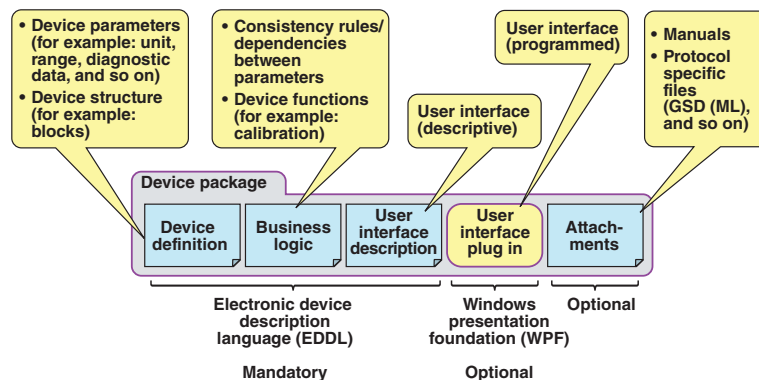 • Device parameters
(for example: unit,
range, diagnostic
data, and so on)
• Device structure
(for example:
blocks)
• Consistency rules/
dependencies
between
parameters
• Device functions
(for example:
calibration)
User interface
(descriptive)
User interface
(programmed)
• Manuals
• Protocol
specific
files
(GSD (ML),
and so on)
Device package
Device
definition
Business
logic
User
interface
description
User
interface
plug in
Attach-
ments
Electronic device
description
language (EDDL)
Mandatory
Windows
presentation
foundation (WPF)
Optional
Optional